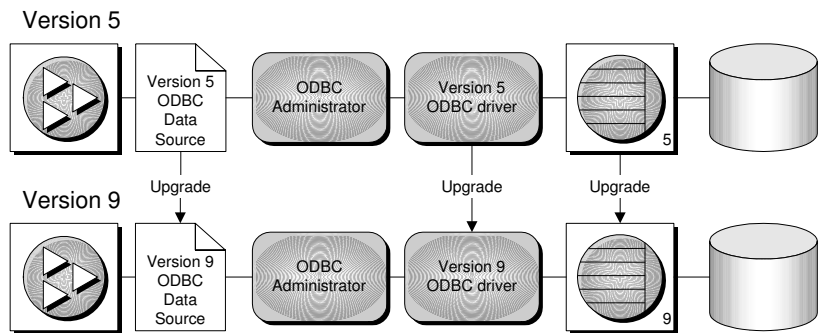 Version 5
Version 5
ODBC
Data
Source
ODBC
Administrator
Version 5
ODBC driver
5
Upgrade
Upgrade
Upgrade
Version 9
Version 9
ODBC
Data
Source
ODBC
Administrator
Version 9
ODBC driver
9